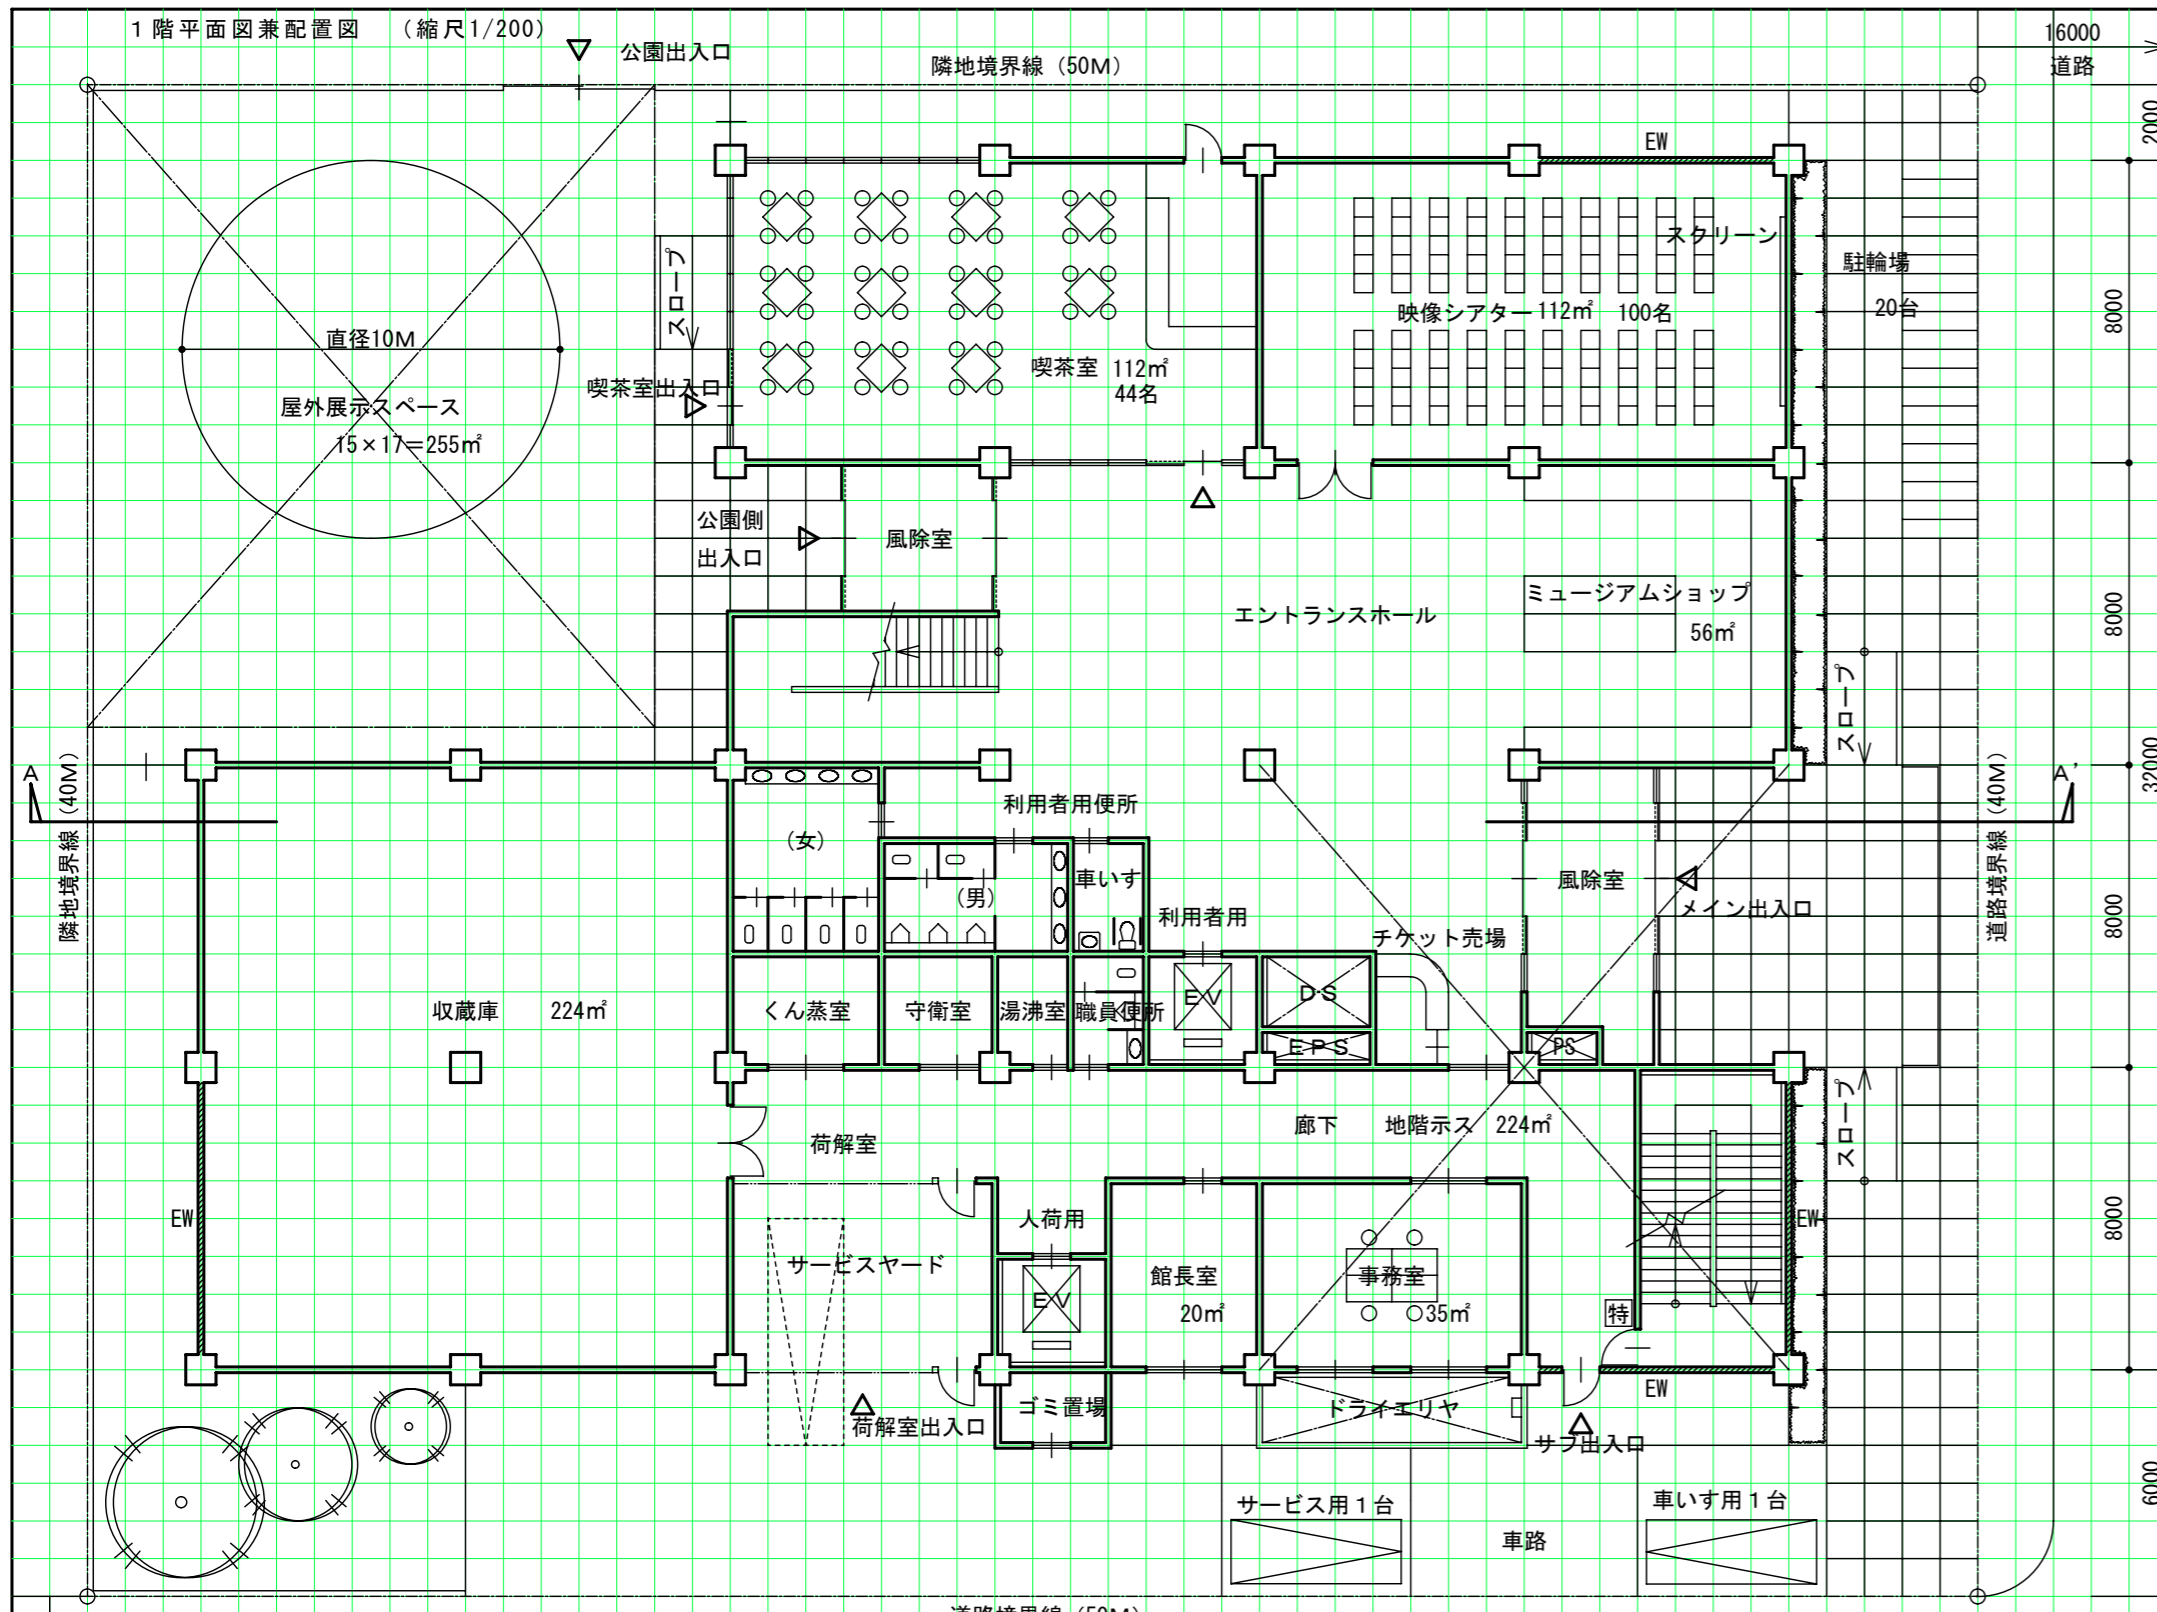 1階平面図兼配置図 (縮尺1/200)
公園出入口
隣地境界線 (50M)
16000
道路
2000
EW
スクリーン
スロープ
駐輪場
20台
8000
直径10M
映像シアター 112㎡ 100名
喫茶室 112㎡
44名
喫茶室出入口
屋外展示スペース
15×17=255㎡
公園側
出入口
風除室
エントランスホール
ミュージアムショップ
56㎡
8000
スロープ
A
A'
隣地境界線 (40M)
道路境界線 (40M)
32000
利用者用便所
(女)
(男)
車いす
利用者用
風除室
メイン出入口
チケット売場
8000
収蔵庫 224㎡
くん蒸室
守衛室
湯沸室
職員便所
EV
DS
EPS
PS
廊下
地階示ス 224㎡
スロープ
荷解室
EW
人荷用
EW
8000
サービスヤード
EV
館長室
20㎡
事務室
35㎡
特
EW
荷解室出入口
ゴミ置場
ドライエリヤ
サブ出入口
サービス用1台
車いす用1台
車路
6000
道路境界線 (50M)